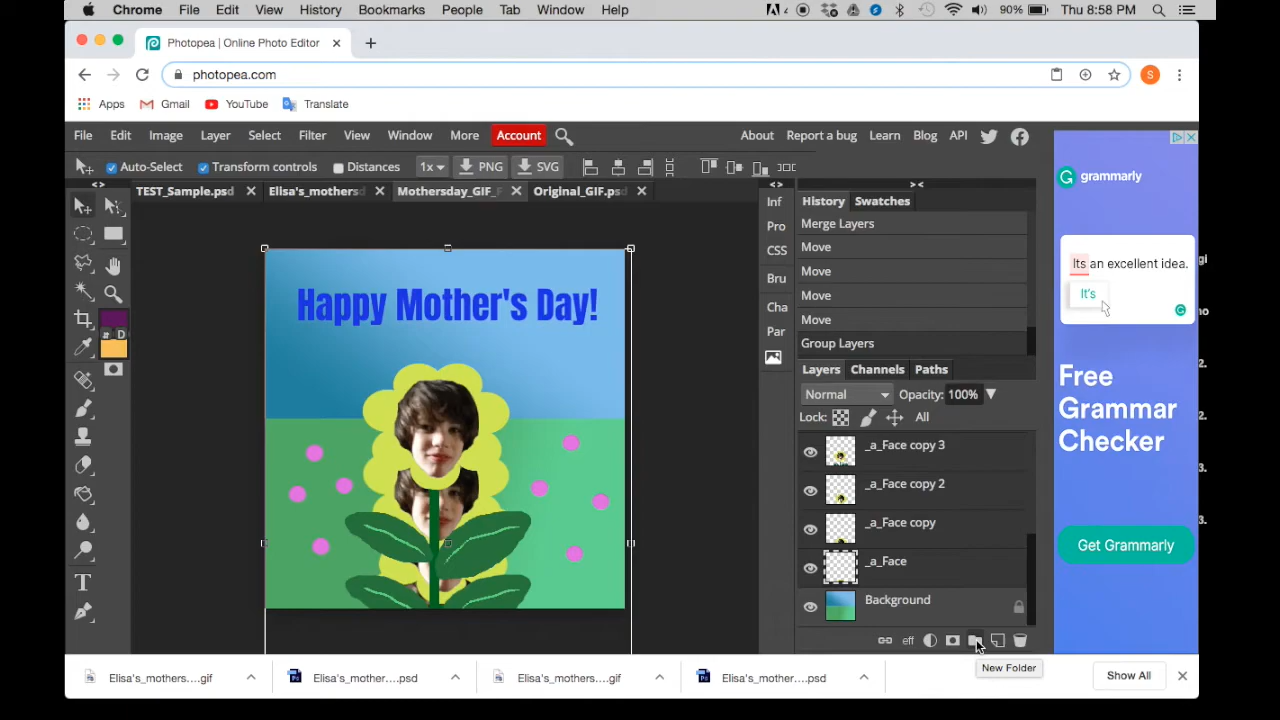 Chrome File Edit View History Bookmarks People Tab Window Help 90% Thu 8:58 PM
Photopea | Online Photo Editor
photopea.com
S
Apps Gmail YouTube Translate
File Edit Image Layer Select Filter View Window More Account About Report a bug Learn Blog API
Auto-Select Transform controls Distances 1x PNG SVG
TEST_Sample.psd Elisa's_mothers Mothersday_GIF_F Original_GIF.psd
Inf
Pro
CSS
Bru
Cha
Par
History Swatches
Merge Layers
Move
Move
Move
Move
Group Layers
Layers Channels Paths
Normal Opacity: 100%
Lock: All
_a_Face copy 3
_a_Face copy 2
_a_Face copy
_a_Face
Background
eff
New Folder
D
T
Happy Mother's Day!
grammarly
Its an excellent idea.
It's
Free
Grammar
Checker
Get Grammarly
Elisa's_mothers....gif Elisa's_mother....psd Elisa's_mothers....gif Elisa's_mother....psd Show All